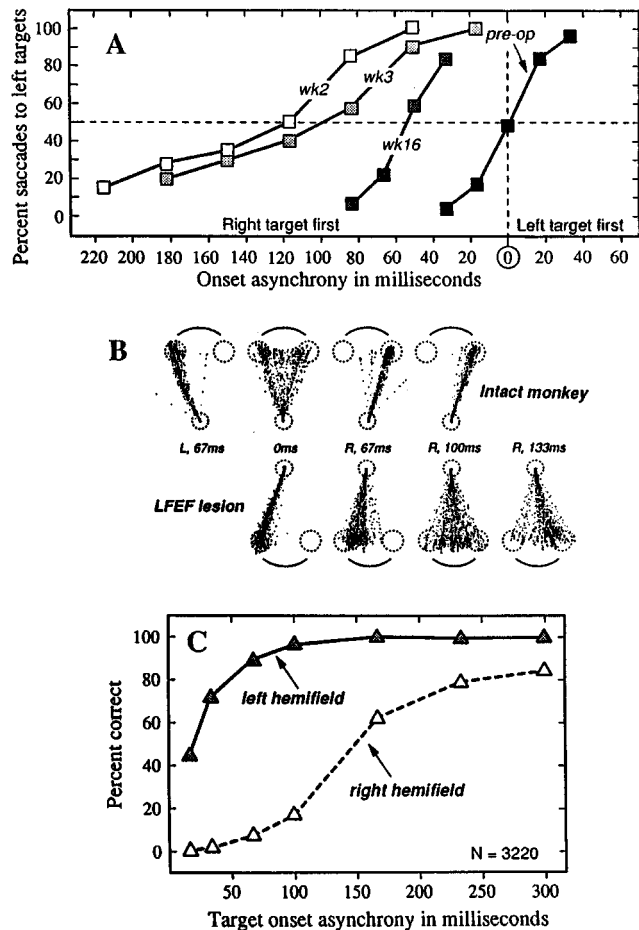 A
Percent saccades to left targets
100
80
60
40
20
0
pre-op
wk2
wk3
wk16
Right target first
Left target first
220 200 180 160 140 120 100 80 60 40 20 0 20 40 60
Onset asynchrony in milliseconds
B
Intact monkey
L, 67ms 0ms R, 67ms R, 100ms R, 133ms
LFEF lesion
C
Percent correct
100
80
60
40
20
0
left hemifield
right hemifield
N = 3220
50 100 150 200 250 300
Target onset asynchrony in milliseconds